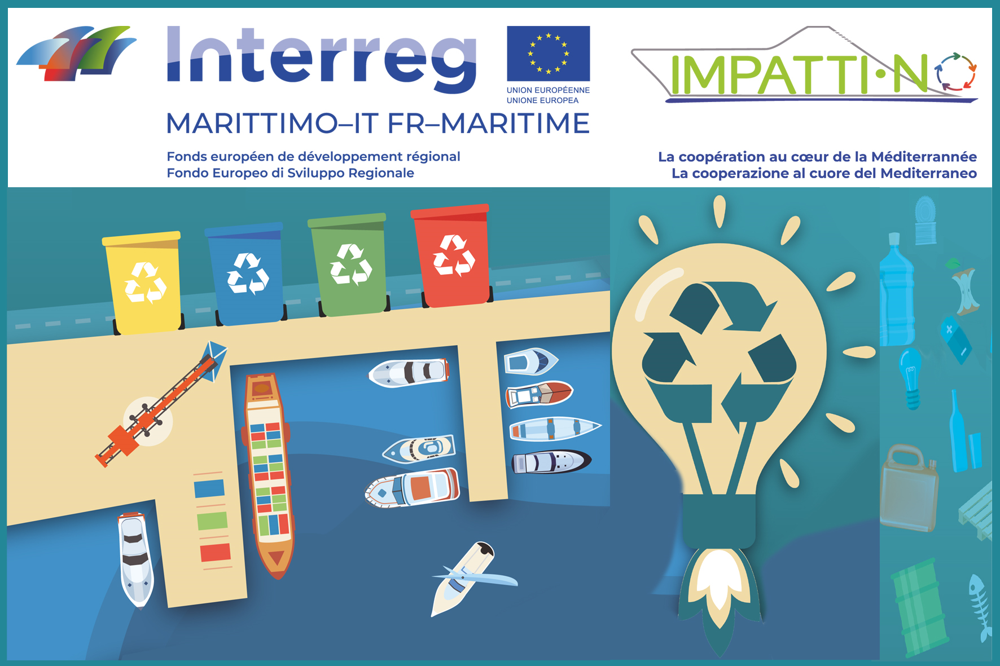 Interreg
UNION EUROPÉENNE
UNIONE EUROPEA
MARITTIMO–IT FR–MARITIME
Fonds européen de développement régional
Fondo Europeo di Sviluppo Regionale
IMPATTI·NO
La coopération au cœur de la Méditerrannée
La cooperazione al cuore del Mediterraneo